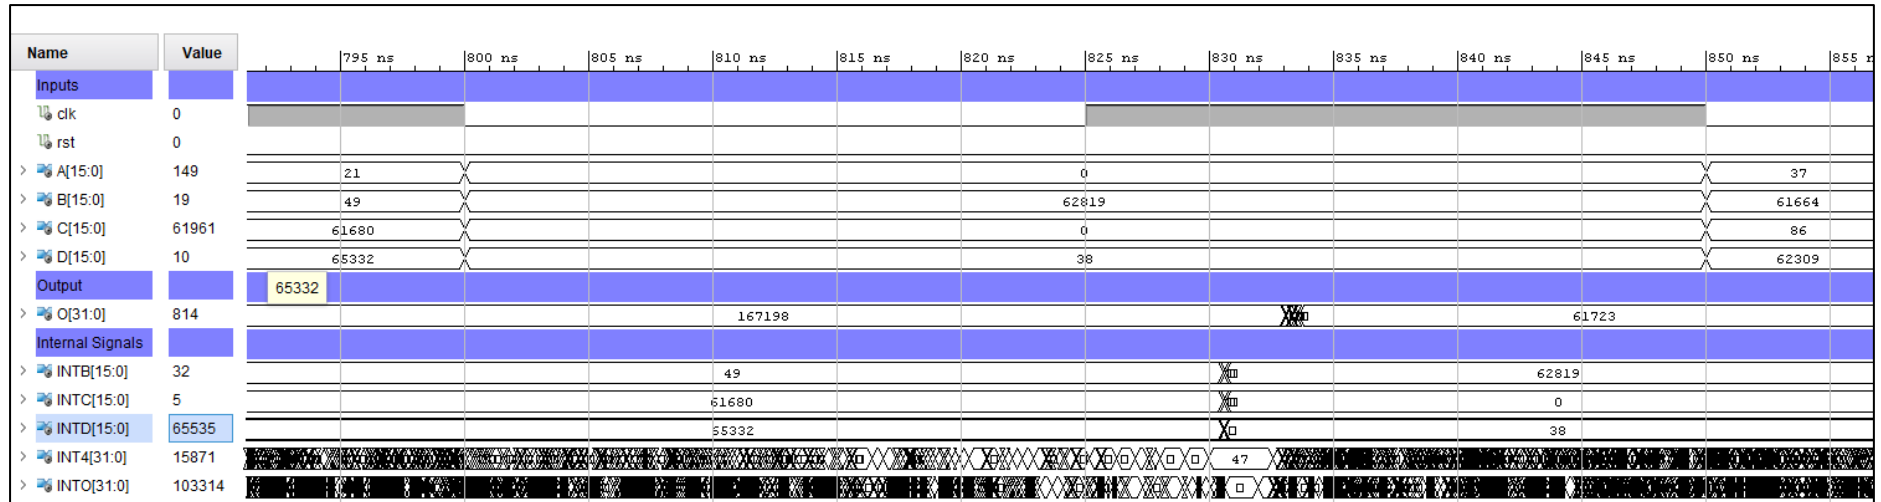 Name Value 795 ns 800 ns 805 ns 810 ns 815 ns 820 ns 825 ns 830 ns 835 ns 840 ns 845 ns 850 ns 855 n
Inputs
clk 0
rst 0
A[15:0] 149 21 0 37
B[15:0] 19 49 62819 61664
C[15:0] 61961 61680 0 86
D[15:0] 10 65332 38 62309
Output 65332
O[31:0] 814 167198 61723
Internal Signals
INTB[15:0] 32 49 62819
INTC[15:0] 5 61680 0
INTD[15:0] 65535 65332 38
INT4[31:0] 15871 47
INTO[31:0] 103314